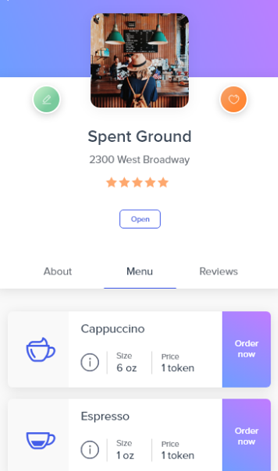 Spent Ground
2300 West Broadway
Open
About Menu Reviews
Cappuccino
Size Price
6 oz 1 token
Order
now
Espresso
Size Price
1 oz 1 token
Order
now